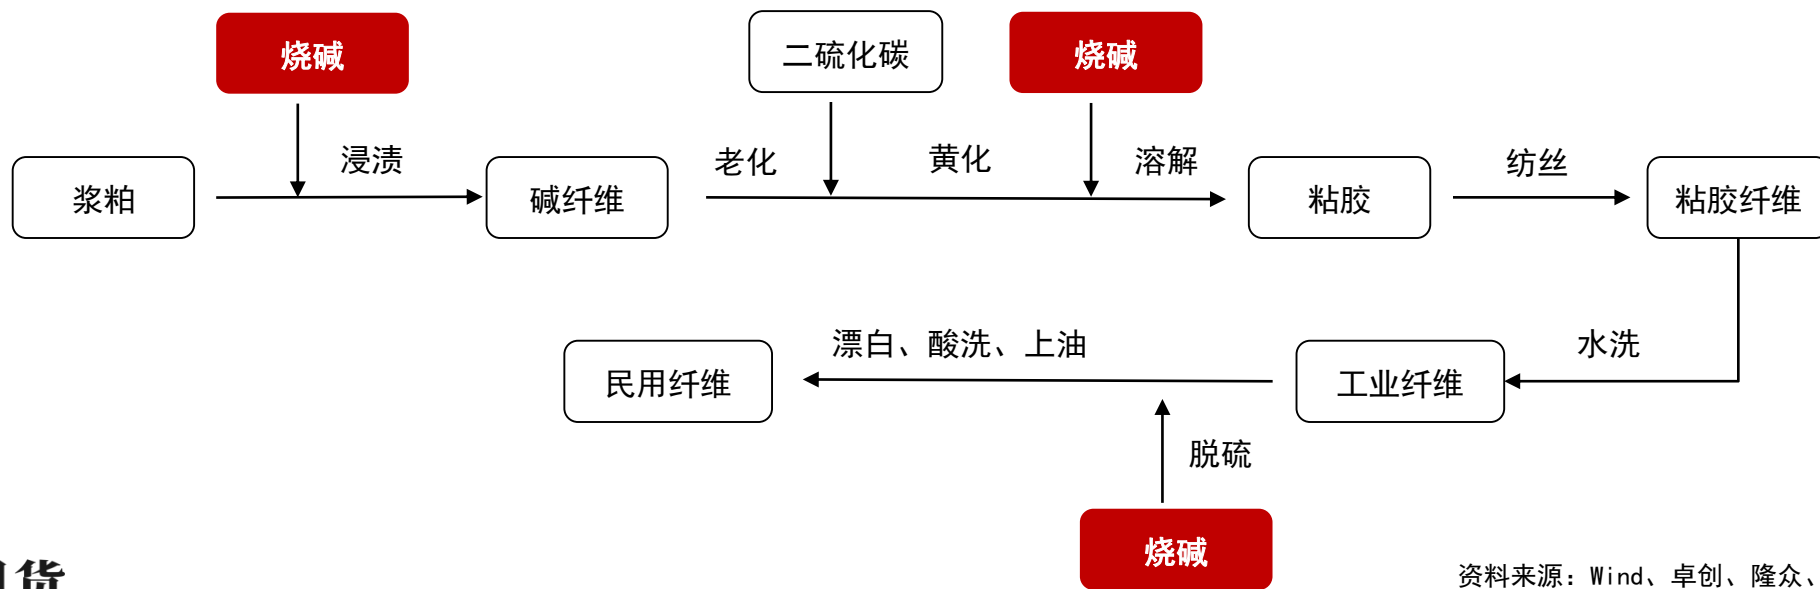 烧碱
二硫化碳
烧碱
浸渍
老化
黄化
溶解
纺丝
浆粕
碱纤维
粘胶
粘胶纤维
漂白、酸洗、上油
水洗
民用纤维
工业纤维
脱硫
烧碱
货
资料来源：Wind、卓创、隆众、